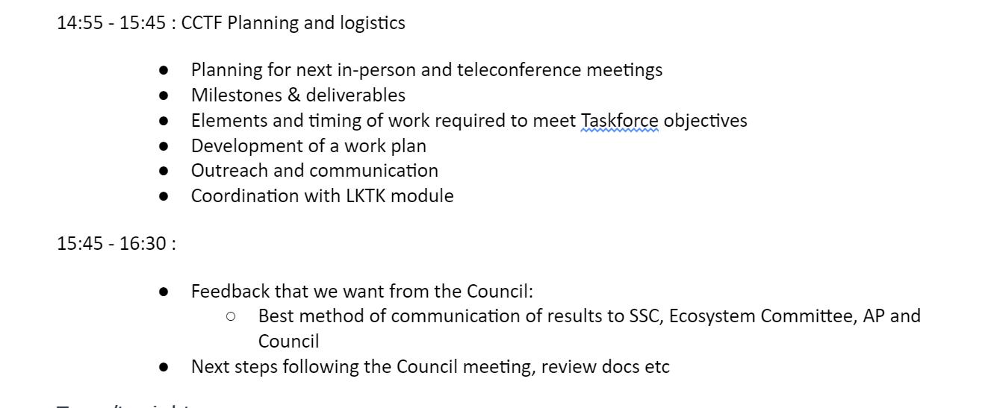 14:55 - 15:45 : CCTF Planning and logistics
● Planning for next in-person and teleconference meetings
● Milestones & deliverables
● Elements and timing of work required to meet Taskforce objectives
● Development of a work plan
● Outreach and communication
● Coordination with LKTK module
15:45 - 16:30 :
● Feedback that we want from the Council:
○ Best method of communication of results to SSC, Ecosystem Committee, AP and
Council
● Next steps following the Council meeting, review docs etc